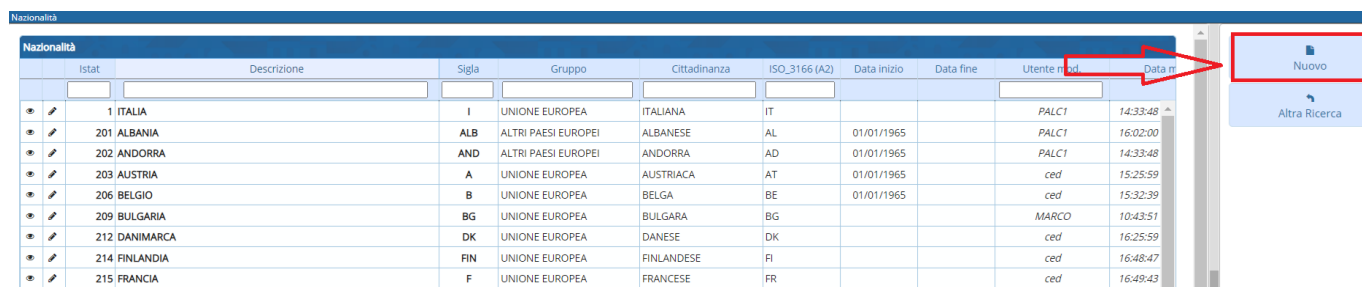 Nazionalità
Nazionalità
Istat Descrizione Sigla Gruppo Cittadinanza ISO_3166 (A2) Data inizio Data fine Utente mod. Data m
1 ITALIA I UNIONE EUROPEA ITALIANA IT PALC1 14:33:48
201 ALBANIA ALB ALTRI PAESI EUROPEI ALBANESE AL 01/01/1965 PALC1 16:02:00
202 ANDORRA AND ALTRI PAESI EUROPEI ANDORRA AD 01/01/1965 PALC1 14:33:48
203 AUSTRIA A UNIONE EUROPEA AUSTRIACA AT 01/01/1965 ced 15:25:59
206 BELGIO B UNIONE EUROPEA BELGA BE 01/01/1965 ced 15:32:39
209 BULGARIA BG UNIONE EUROPEA BULGARA BG MARCO 10:43:51
212 DANIMARCA DK UNIONE EUROPEA DANESE DK ced 16:25:59
214 FINLANDIA FIN UNIONE EUROPEA FINLANDESE FI ced 16:48:47
215 FRANCIA F UNIONE EUROPEA FRANCESE FR ced 16:49:43
Nuovo
Altra Ricerca